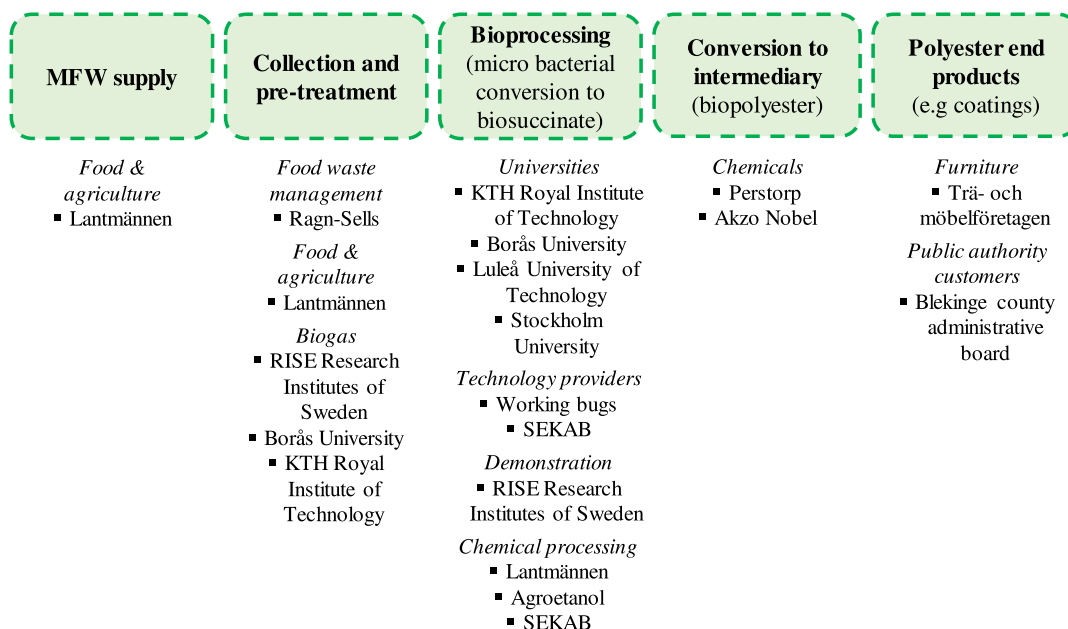 MFW supply
Food &
agriculture
▪ Lantmännen
Collection and
pre-treatment
Food waste
management
▪ Ragn-Sells
Food &
agriculture
▪ Lantmännen
Biogas
▪ RISE Research
Institutes of
Sweden
▪ Borås University
▪ KTH Royal
Institute of
Technology
Bioprocessing
(micro bacterial
conversion to
biosuccinate)
Universities
▪ KTH Royal Institute
of Technology
▪ Borås University
▪ Luleå University of
Technology
▪ Stockholm
University
Technology providers
▪ Working bugs
▪ SEKAB
Demonstration
▪ RISE Research
Institutes of Sweden
Chemical processing
▪ Lantmännen
▪ Agroetanol
▪ SEKAB
Conversion to
intermediary
(biopolyester)
Chemicals
▪ Perstorp
▪ Akzo Nobel
Polyester end
products
(e.g coatings)
Furniture
▪ Trä- och
möbelföretagen
Public authority
customers
▪ Blekinge county
administrative
board